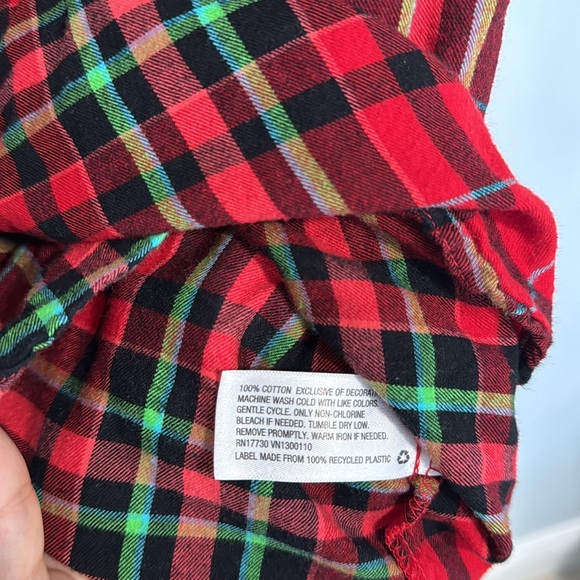 100% COTTON EXCLUSIVE OF
MACHINE WASH COLD WITH LIKE COLORS.
GENTLE CYCLE. ONLY NON-CHLORINE
BLEACH IF NEEDED. TUMBLE DRY LOW.
REMOVE PROMPTLY. WARM IRON IF NEEDED.
RN17730 VN1300110
LABEL MADE FROM 100% RECYCLED PLASTIC